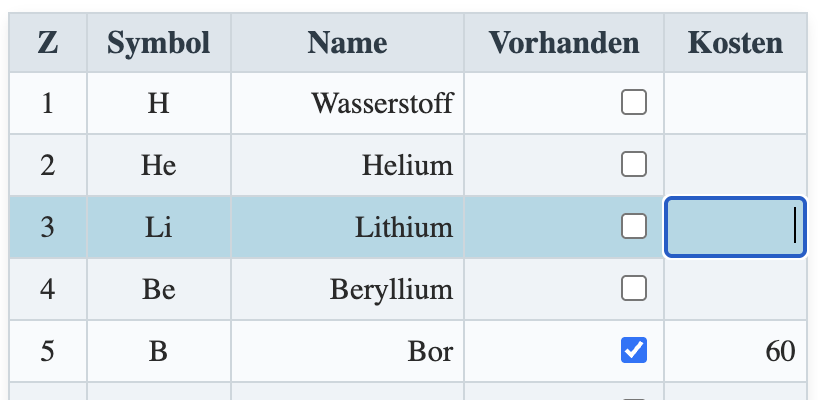 Z Symbol Name Vorhanden Kosten
1 H Wasserstoff
2 He Helium
3 Li Lithium
4 Be Beryllium
5 B Bor 60